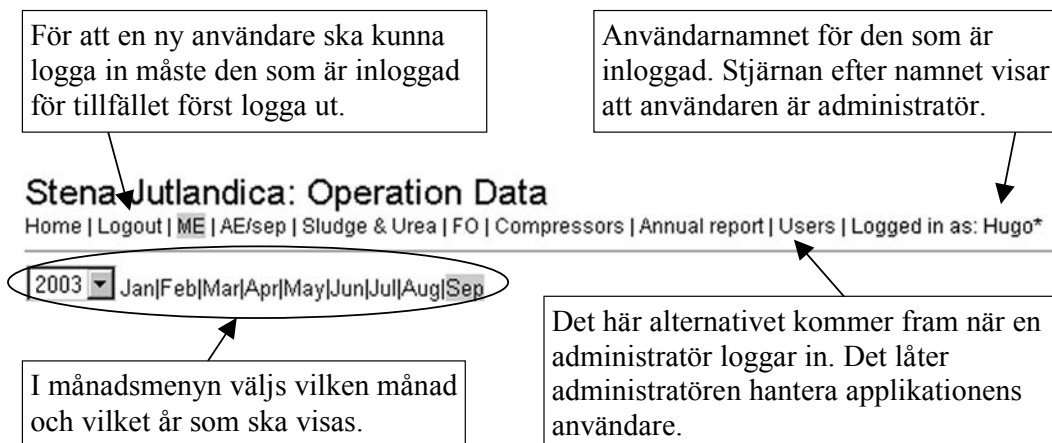 För att en ny användare ska kunna
logga in måste den som är inloggad
för tillfället först logga ut.
Användarnamnet för den som är
inloggad. Stjärnan efter namnet visar
att användaren är administratör.
Stena Jutlandica: Operation Data
Home | Logout | ME | AE/sep | Sludge & Urea | FO | Compressors | Annual report | Users | Logged in as: Hugo*
2003 Jan|Feb|Mar|Apr|May|Jun|Jul|Aug|Sep
I månadsmenyn väljs vilken månad
och vilket år som ska visas.
Det här alternativet kommer fram när en
administratör loggar in. Det låter
administratören hantera applikationens
användare.